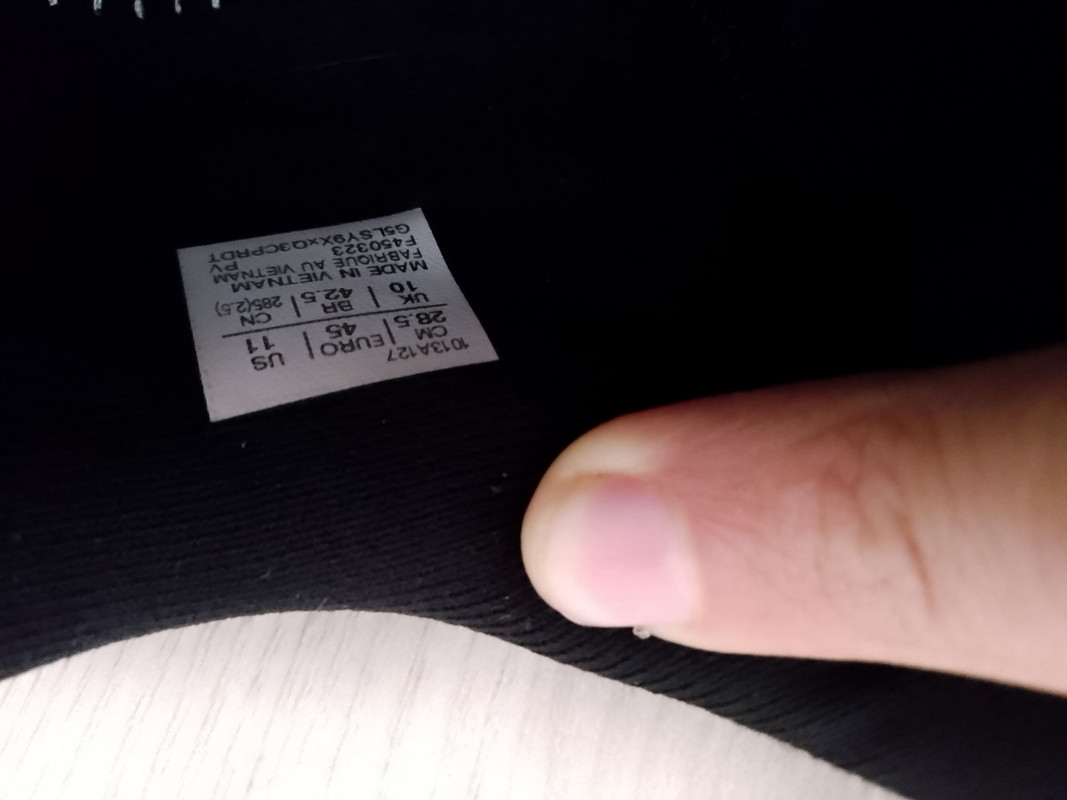 1013A127
CM | EURO | US
28.5 | 45 | 11
UK | BR | CN
10 | 42.5 | 285(2.5)
MADE IN VIETNAM
FABRIQUE AU VIETNAM
F450323 PV
G5LSY9XxQ3CPRDT